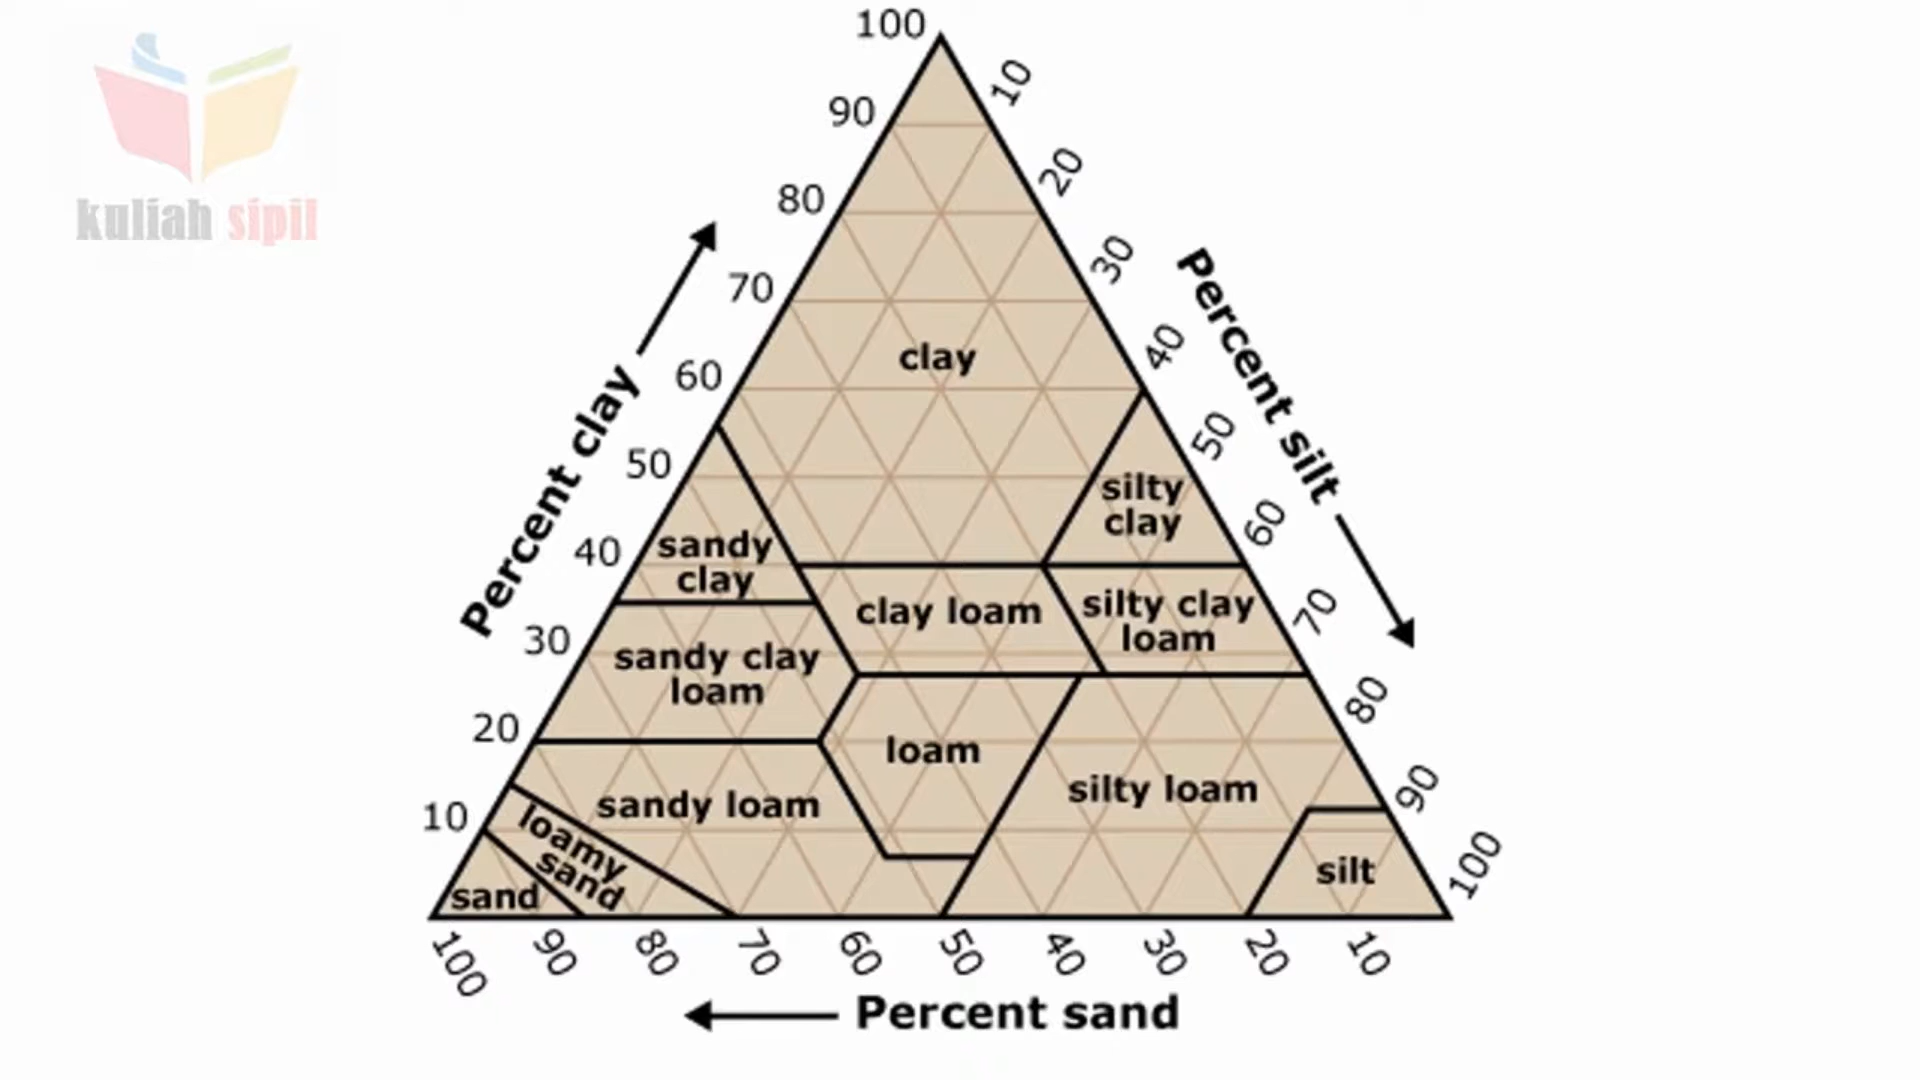 kuliah sipil
100
90
80
70
60
50
40
30
20
10
Percent clay
10
20
30
40
50
60
70
80
90
100
Percent silt
clay
silty
clay
sandy
clay
clay loam
silty clay
loam
sandy clay
loam
loam
silty loam
sandy loam
loamy
sand
sand
silt
100
90
80
70
60
50
40
30
20
10
Percent sand